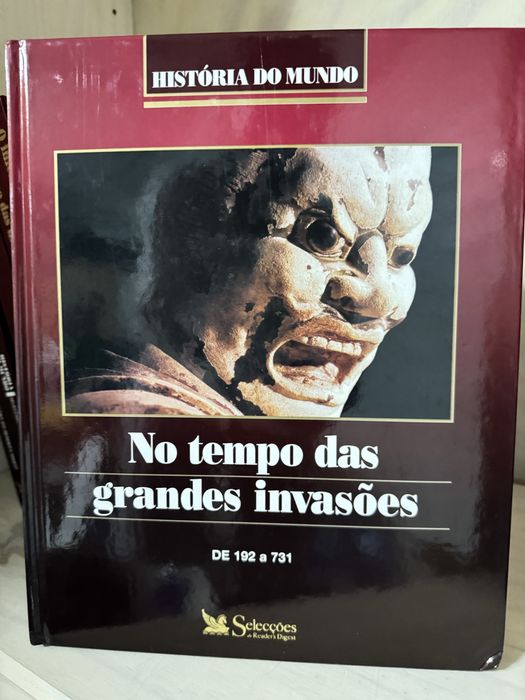 HISTÓRIA DO MUNDO
No tempo das
grandes invasões
DE 192 a 731
Selecções
do Reader's Digest